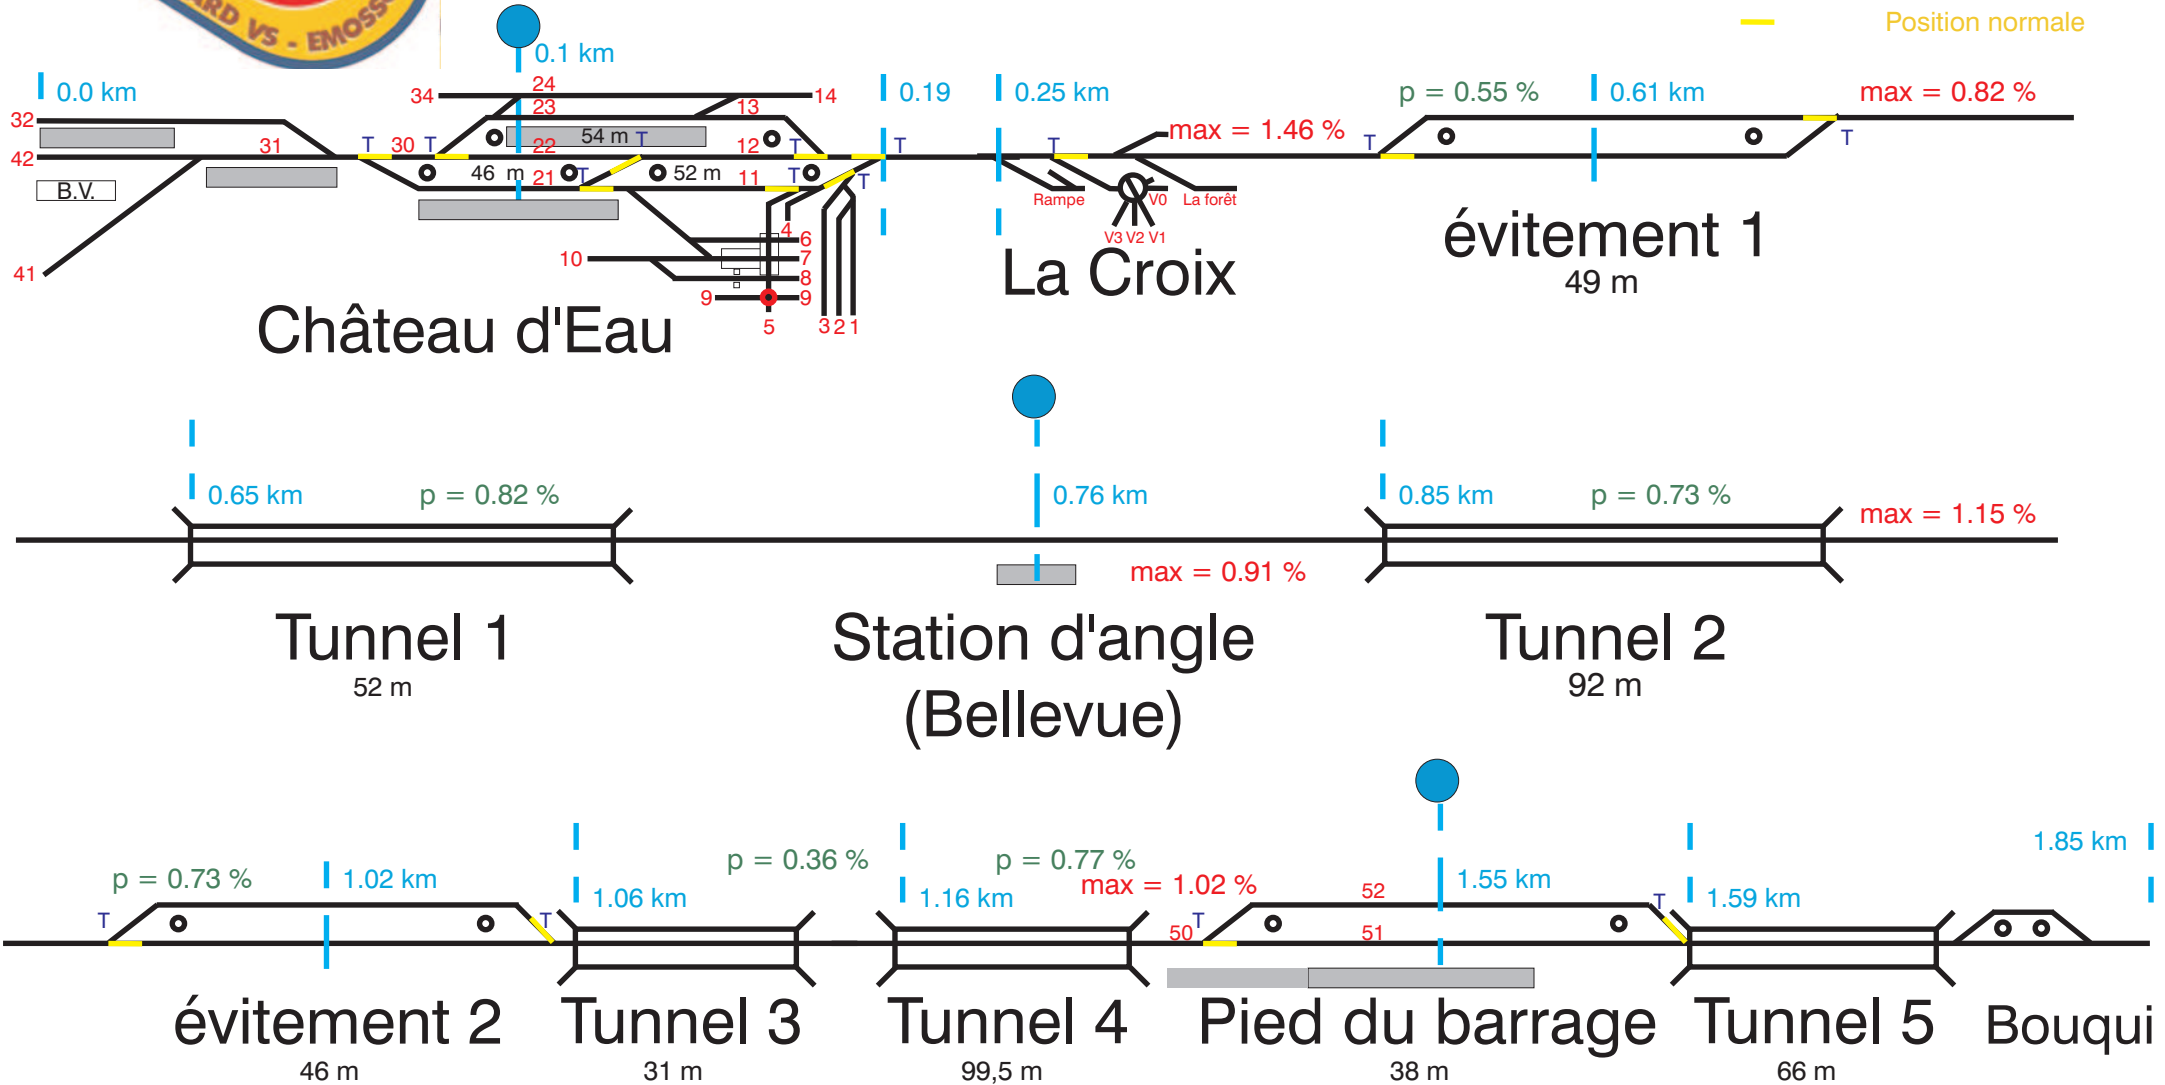 ARD VS - EMOSS
Position normale
0.0 km
0.1 km
0.19
0.25 km
p = 0.55 %
0.61 km
max = 0.82 %
34
24
14
23
13
32
54 m
T
max = 1.46 %
42
31
T
30
T
22
12
T
T
T
T
T
B.V.
46 m
21
T
52 m
11
T
T
Rampe
V0
La forêt
4
V3
V2
V1
6
10
7
41
8
9
9
5
3
2
1
Château d'Eau
La Croix
évitement 1
49 m
0.65 km
p = 0.82 %
0.76 km
0.85 km
p = 0.73 %
max = 1.15 %
max = 0.91 %
Tunnel 1
52 m
Station d'angle
(Bellevue)
Tunnel 2
92 m
p = 0.73 %
1.02 km
1.06 km
p = 0.36 %
1.16 km
p = 0.77 %
max = 1.02 %
52
1.55 km
1.59 km
1.85 km
T
T
50
T
51
T
évitement 2
46 m
Tunnel 3
31 m
Tunnel 4
99,5 m
Pied du barrage
38 m
Tunnel 5
66 m
Bouqui